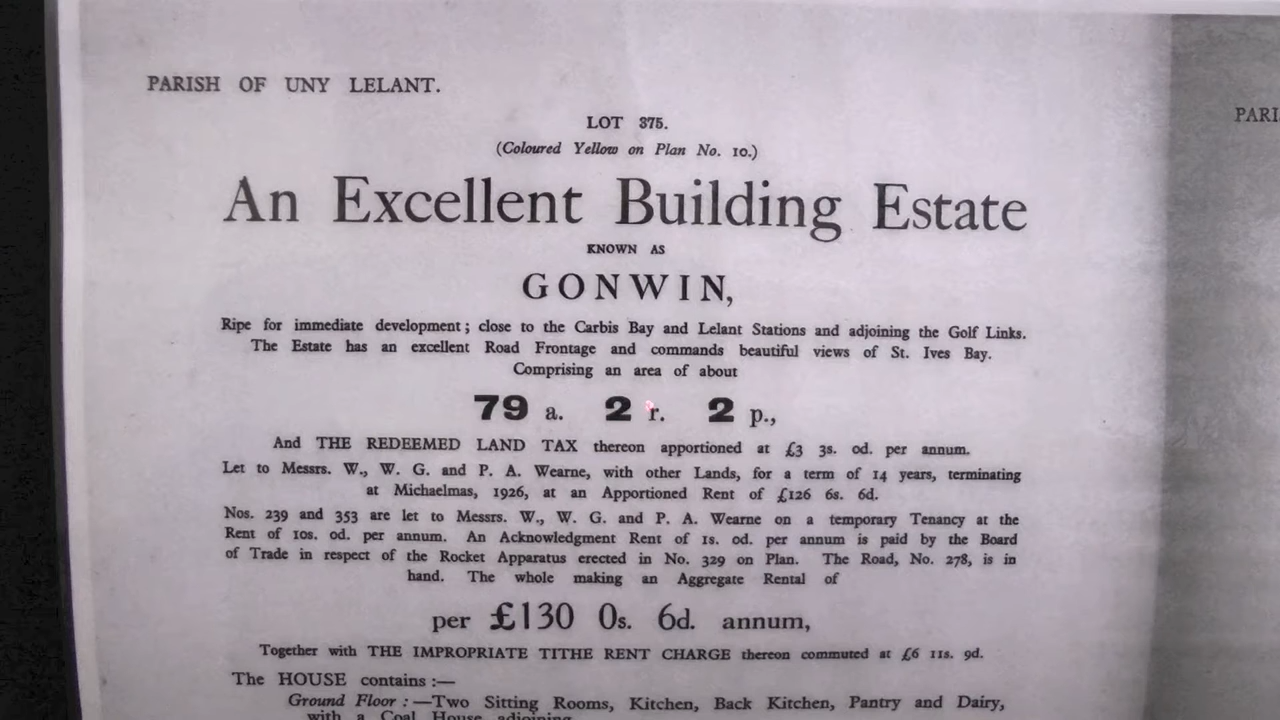 PARISH OF UNY LELANT.
PARI
LOT 375.
(Coloured Yellow on Plan No. 10.)
An Excellent Building Estate
KNOWN AS
GONWIN,
Ripe for immediate development; close to the Carbis Bay and Lelant Stations and adjoining the Golf Links.
The Estate has an excellent Road Frontage and commands beautiful views of St. Ives Bay.
Comprising an area of about
79 a. 2 r. 2 p.,
And THE REDEEMED LAND TAX thereon apportioned at £3 3s. od. per annum.
Let to Messrs. W., W. G. and P. A. Wearne, with other Lands, for a term of 14 years, terminating
at Michaelmas, 1926, at an Apportioned Rent of £126 6s. 6d.
Nos. 239 and 353 are let to Messrs. W., W. G. and P. A. Wearne on a temporary Tenancy at the
Rent of 10s. od. per annum. An Acknowledgment Rent of 1s. od. per annum is paid by the Board
of Trade in respect of the Rocket Apparatus erected in No. 329 on Plan. The Road, No. 278, is in
hand. The whole making an Aggregate Rental of
per £130 0s. 6d. annum,
Together with THE IMPROPRIATE TITHE RENT CHARGE thereon commuted at £6 11s. 9d.
The HOUSE contains :—
Ground Floor :—Two Sitting Rooms, Kitchen, Back Kitchen, Pantry and Dairy,
with a Coal House adjoining